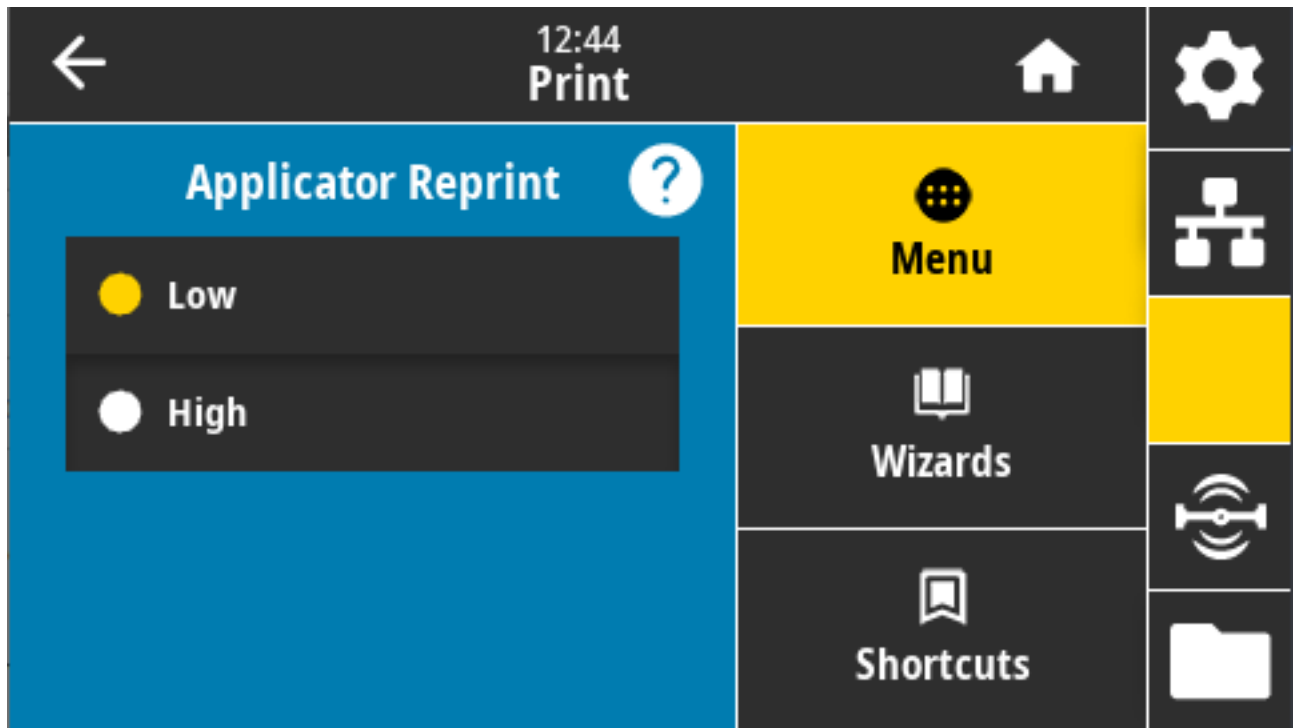 12:44
Print
Applicator Reprint
?
Low
High
Menu
Wizards
Shortcuts